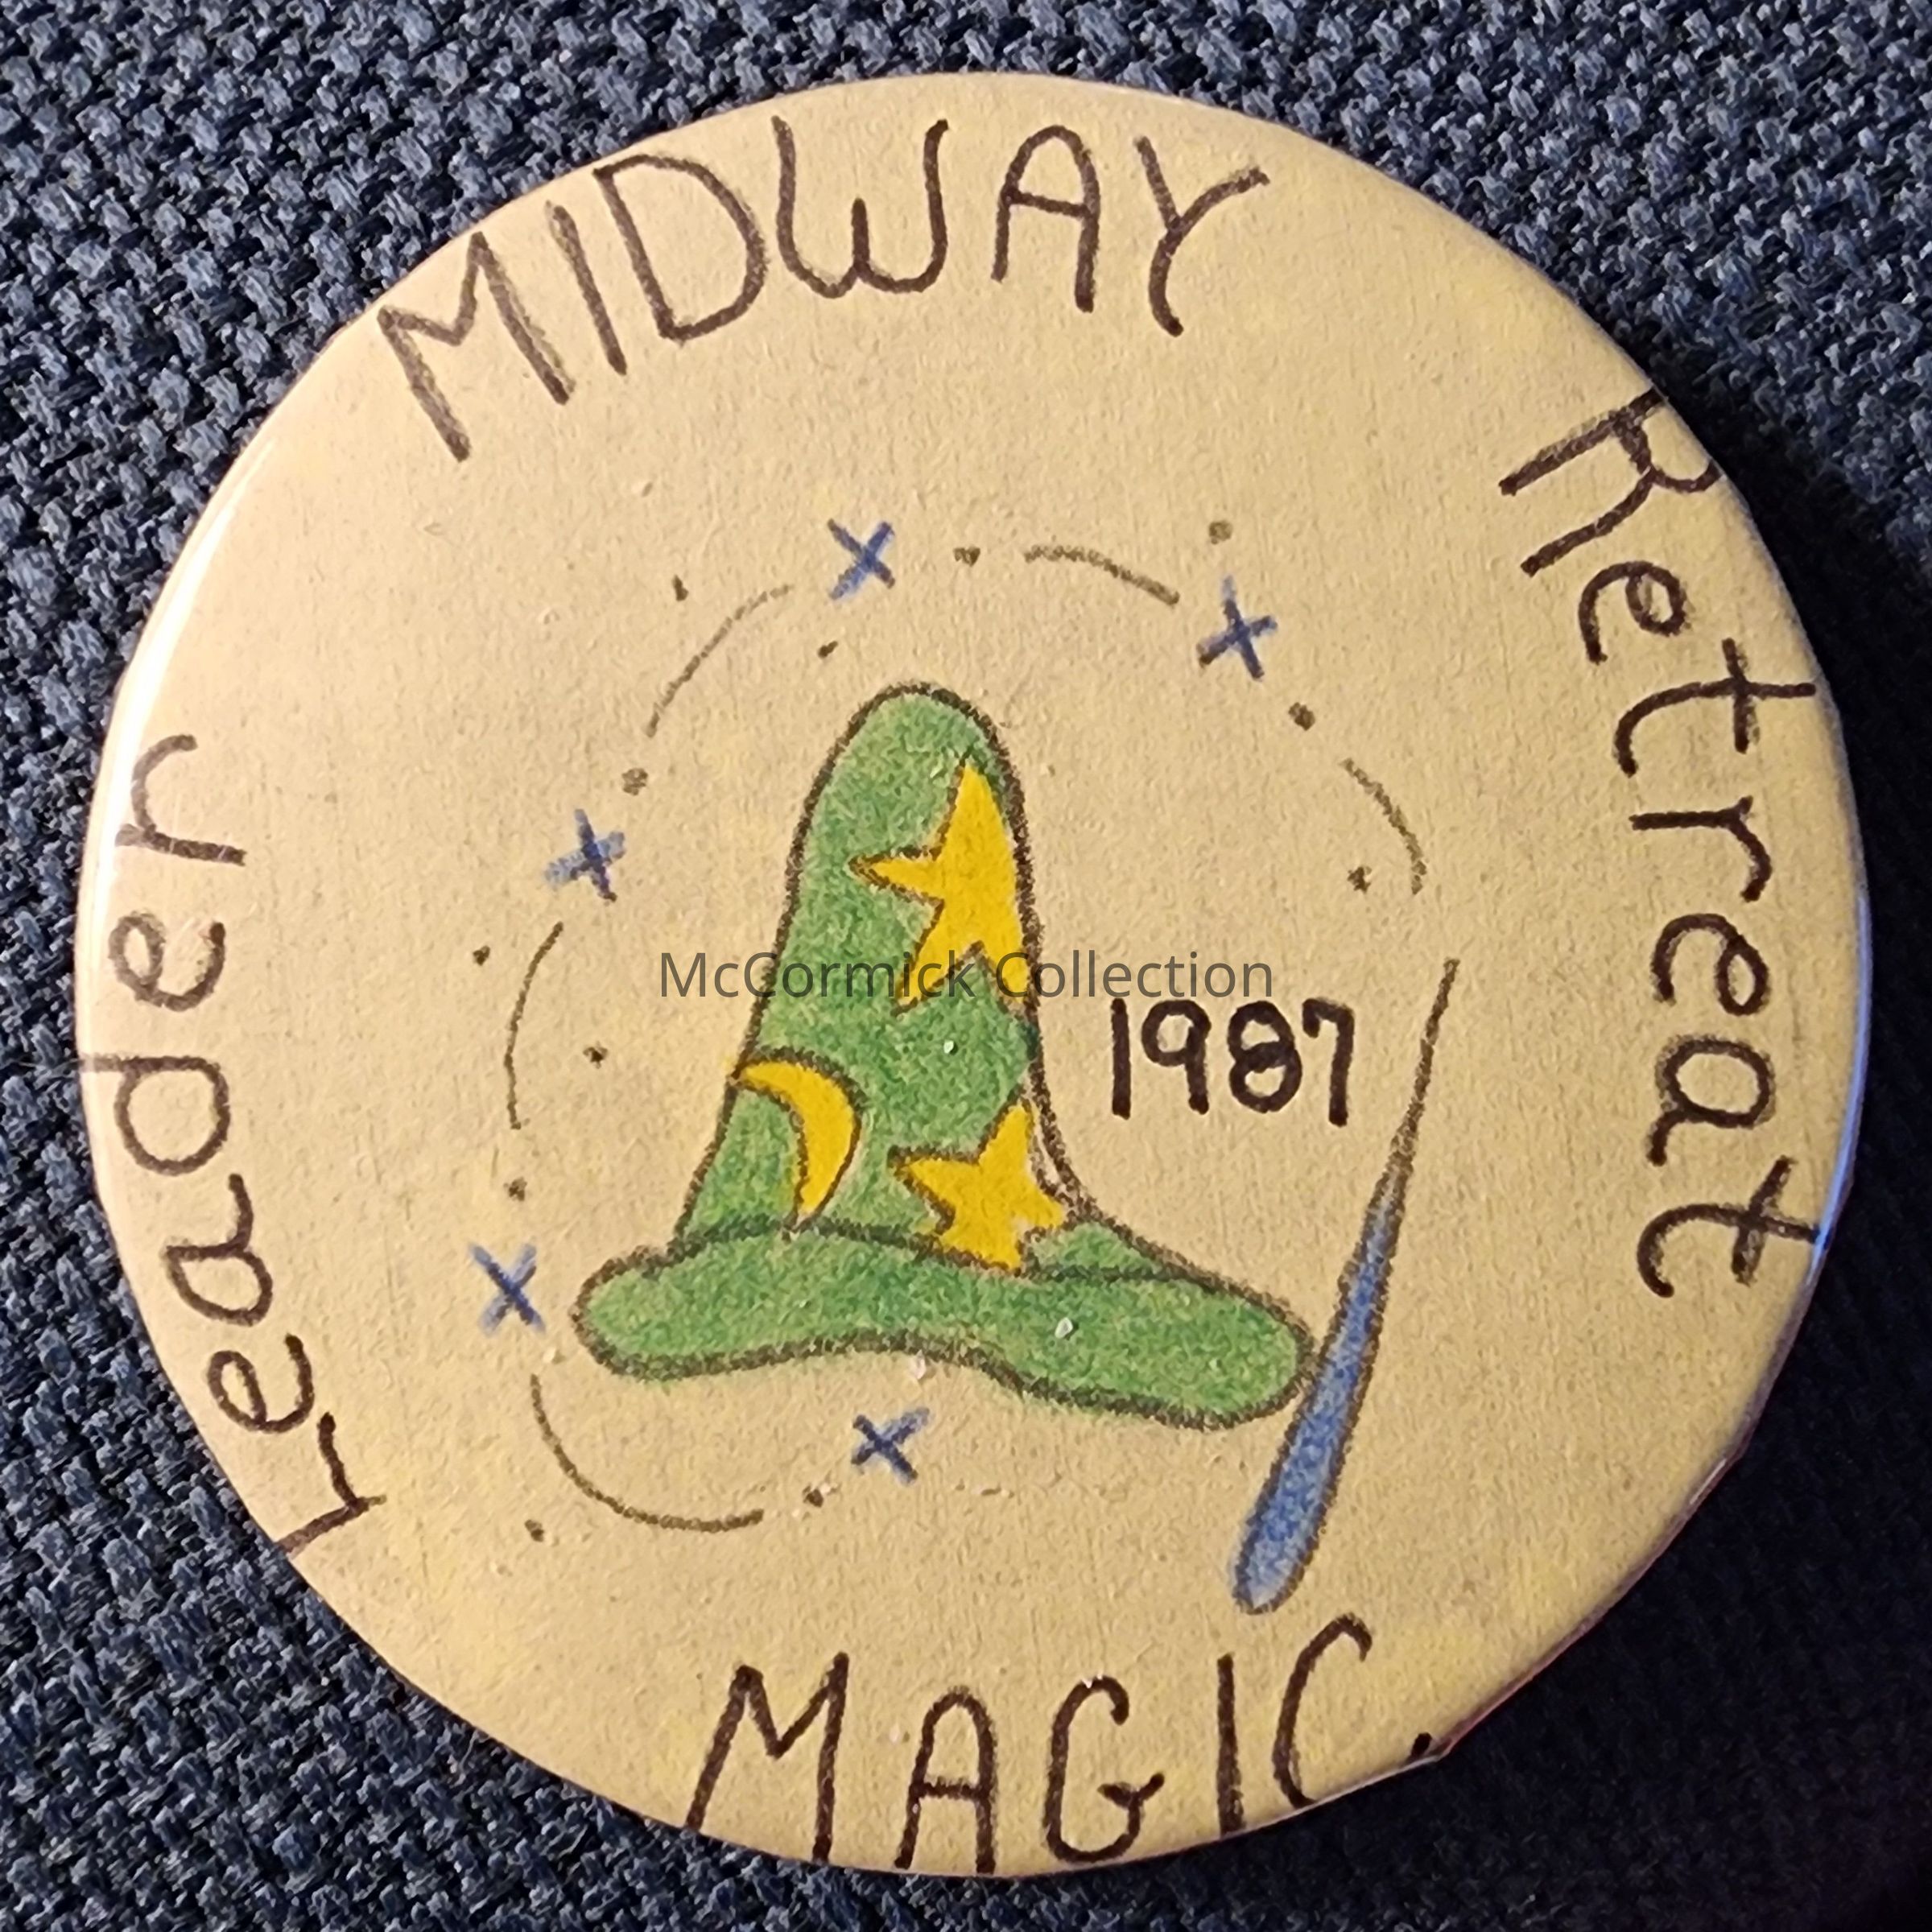 MIDWAY
Leader
Retreat
McCormick Collection
1987
MAGIC.